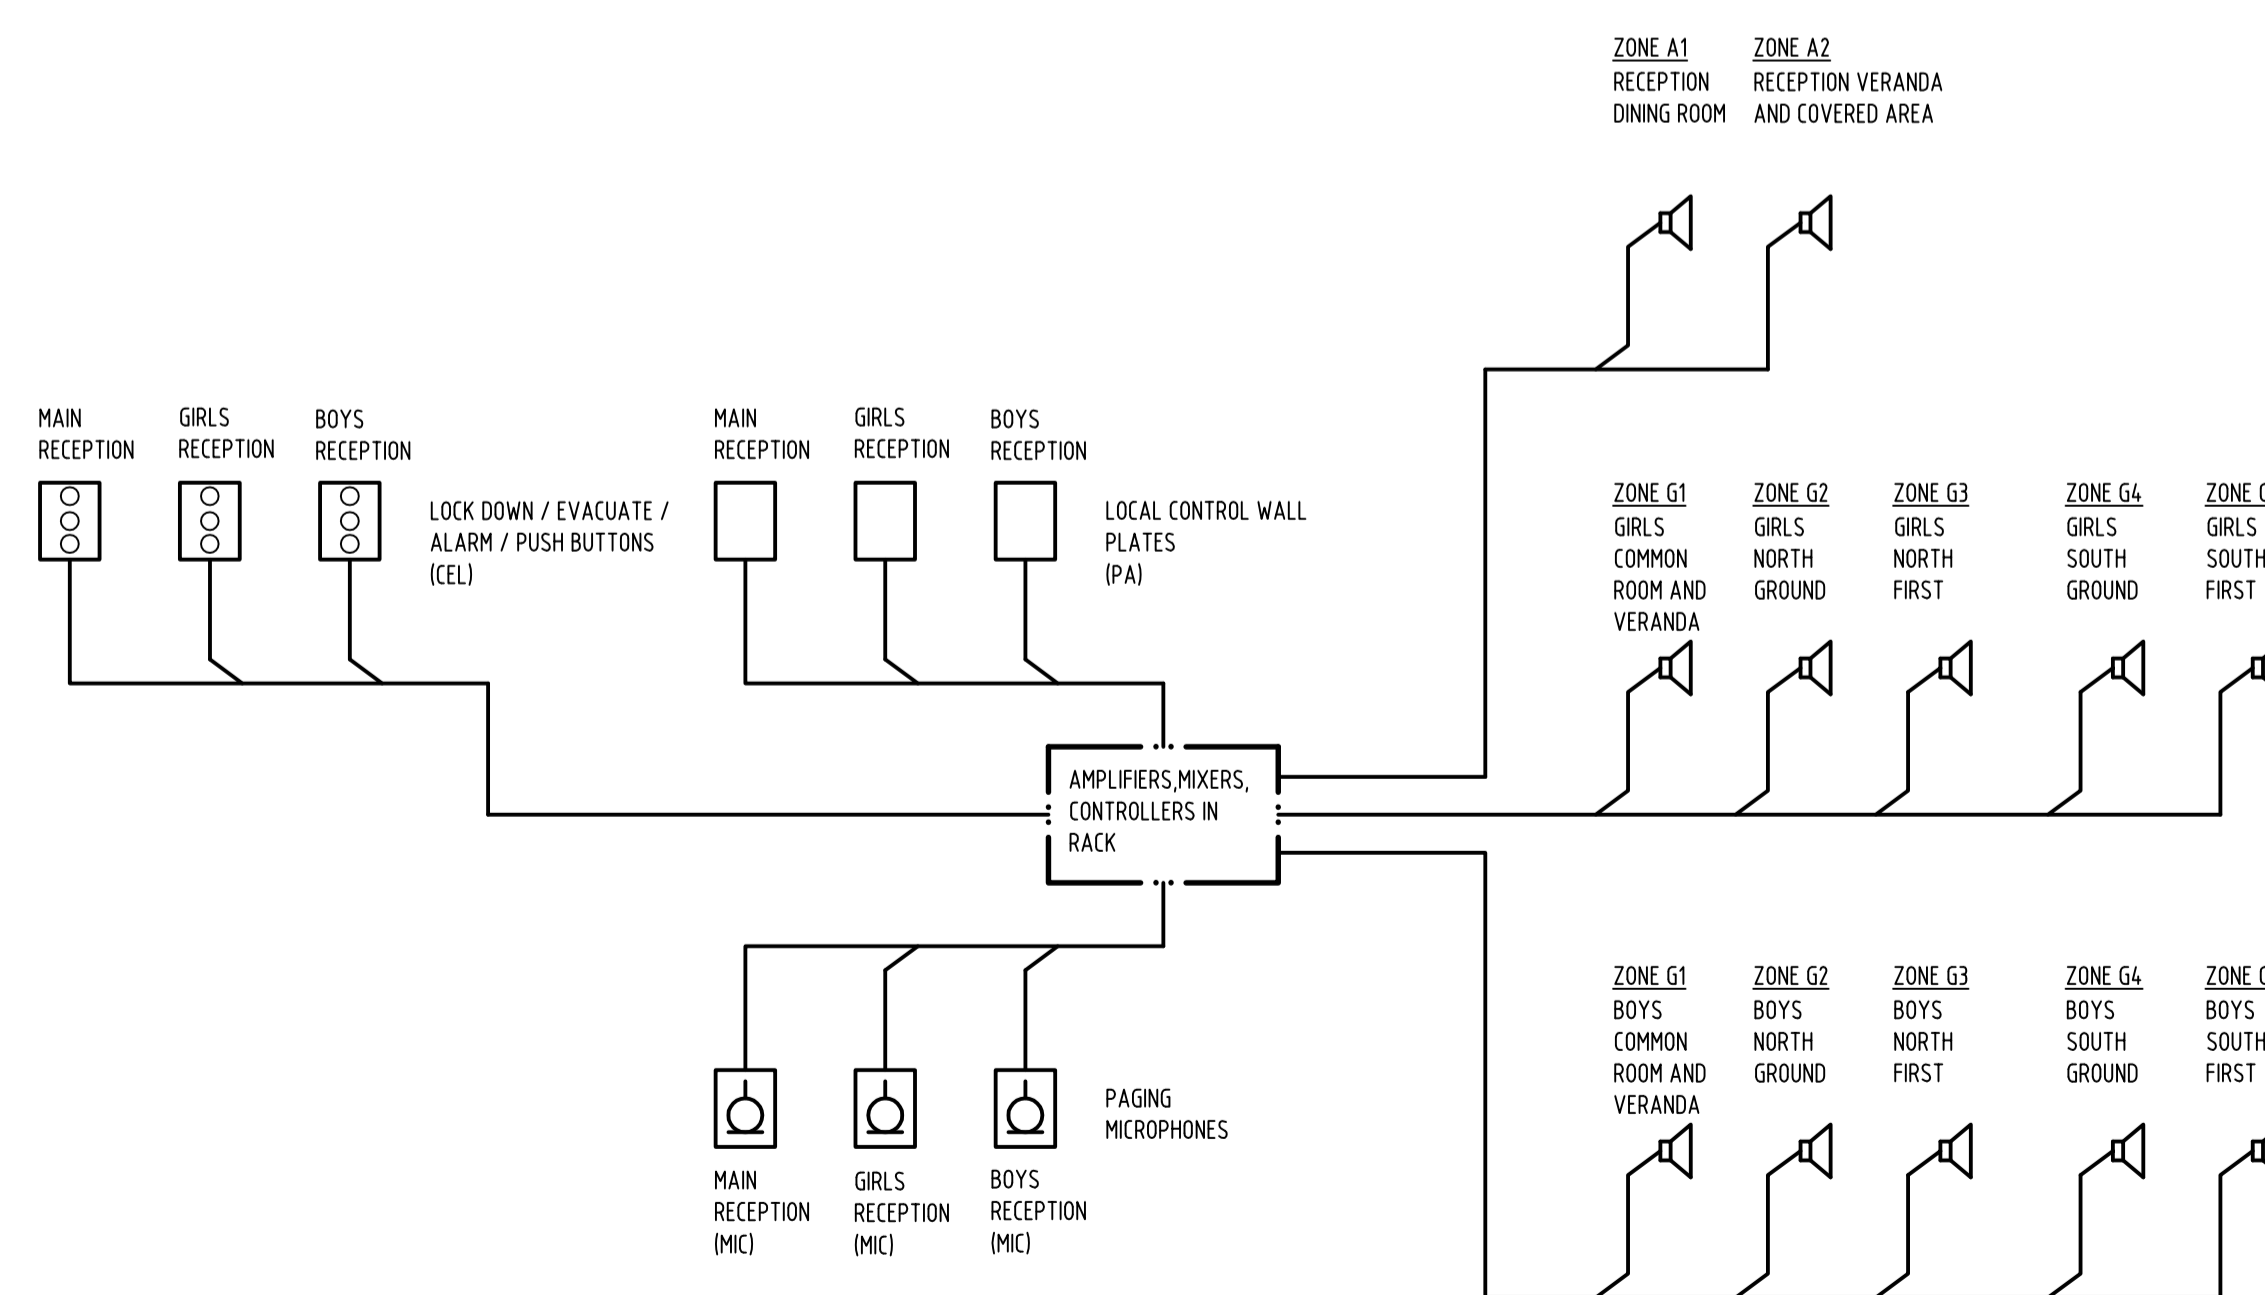 ZONE A1
RECEPTION
DINING ROOM
ZONE A2
RECEPTION VERANDA
AND COVERED AREA
MAIN
RECEPTION
GIRLS
RECEPTION
BOYS
RECEPTION
LOCK DOWN / EVACUATE /
ALARM / PUSH BUTTONS
(CEL)
MAIN
RECEPTION
GIRLS
RECEPTION
BOYS
RECEPTION
LOCAL CONTROL WALL
PLATES
(PA)
ZONE G1
GIRLS
COMMON
ROOM AND
VERANDA
ZONE G2
GIRLS
NORTH
GROUND
ZONE G3
GIRLS
NORTH
FIRST
ZONE G4
GIRLS
SOUTH
GROUND
ZONE
GIRLS
SOUTH
FIRST
AMPLIFIERS,MIXERS,
CONTROLLERS IN
RACK
ZONE G1
BOYS
COMMON
ROOM AND
VERANDA
ZONE G2
BOYS
NORTH
GROUND
ZONE G3
BOYS
NORTH
FIRST
ZONE G4
BOYS
SOUTH
GROUND
ZONE
BOYS
SOUTH
FIRST
PAGING
MICROPHONES
MAIN
RECEPTION
(MIC)
GIRLS
RECEPTION
(MIC)
BOYS
RECEPTION
(MIC)